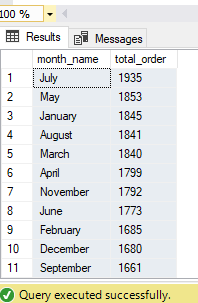 100 %
Results Messages
month_name total_order
1 July 1935
2 May 1853
3 January 1845
4 August 1841
5 March 1840
6 April 1799
7 November 1792
8 June 1773
9 February 1685
10 December 1680
11 September 1661
Query executed successfully.